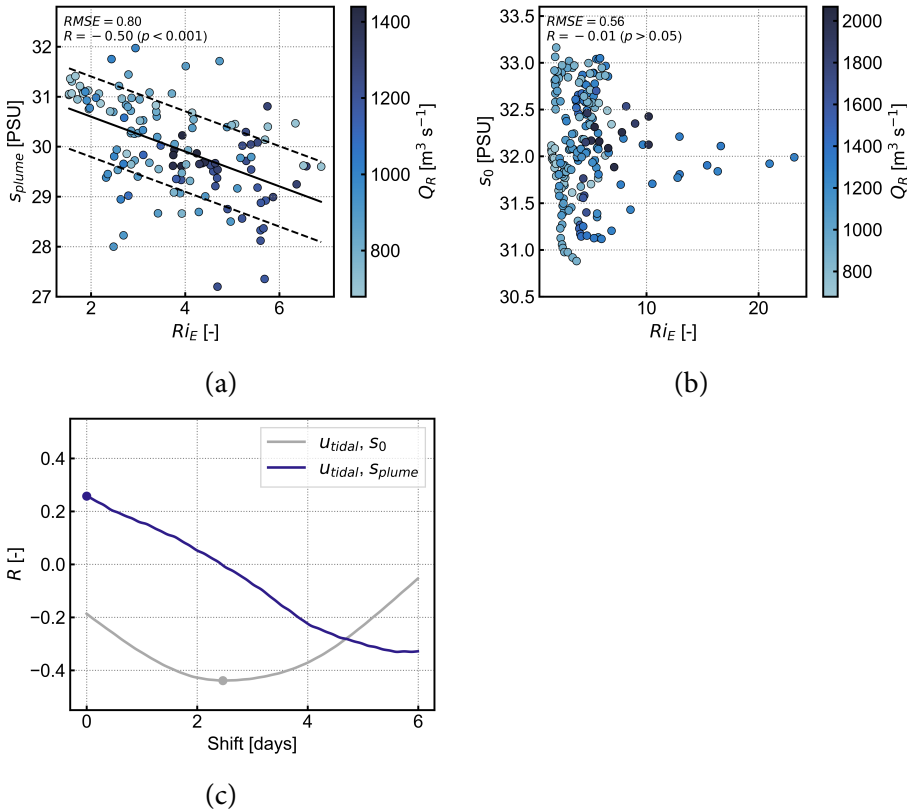 RMSE = 0.80
R = −0.50 (p < 0.001)
32
31
30
29
28
27
s_plume [PSU]
2
4
6
Ri_E [-]
1400
1200
1000
800
Q_R [m³ s⁻¹]
(a)
RMSE = 0.56
R = −0.01 (p > 0.05)
33.5
33.0
32.5
32.0
31.5
31.0
30.5
s_0 [PSU]
10
20
Ri_E [-]
2000
1800
1600
1400
1200
1000
800
Q_R [m³ s⁻¹]
(b)
u_tidal, s_0
u_tidal, s_plume
0.4
0.2
0.0
−0.2
−0.4
R [-]
0
2
4
6
Shift [days]
(c)